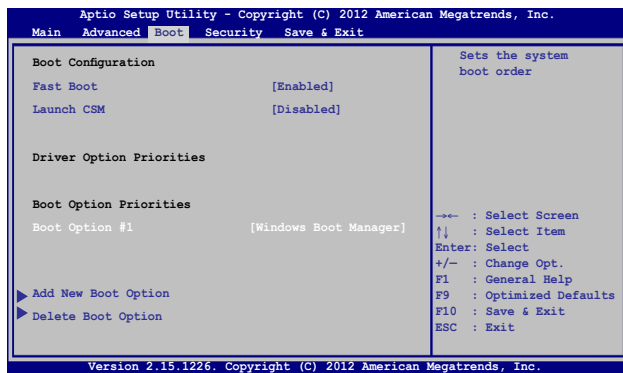 Aptio Setup Utility - Copyright (C) 2012 American Megatrends, Inc.
Main Advanced Boot Security Save & Exit
Boot Configuration
Fast Boot [Enabled]
Launch CSM [Disabled]
Driver Option Priorities
Boot Option Priorities
Boot Option #1 [Windows Boot Manager]
Add New Boot Option
Delete Boot Option
Sets the system
boot order
→← : Select Screen
↑↓ : Select Item
Enter: Select
+/— : Change Opt.
F1 : General Help
F9 : Optimized Defaults
F10 : Save & Exit
ESC : Exit
Version 2.15.1226. Copyright (C) 2012 American Megatrends, Inc.